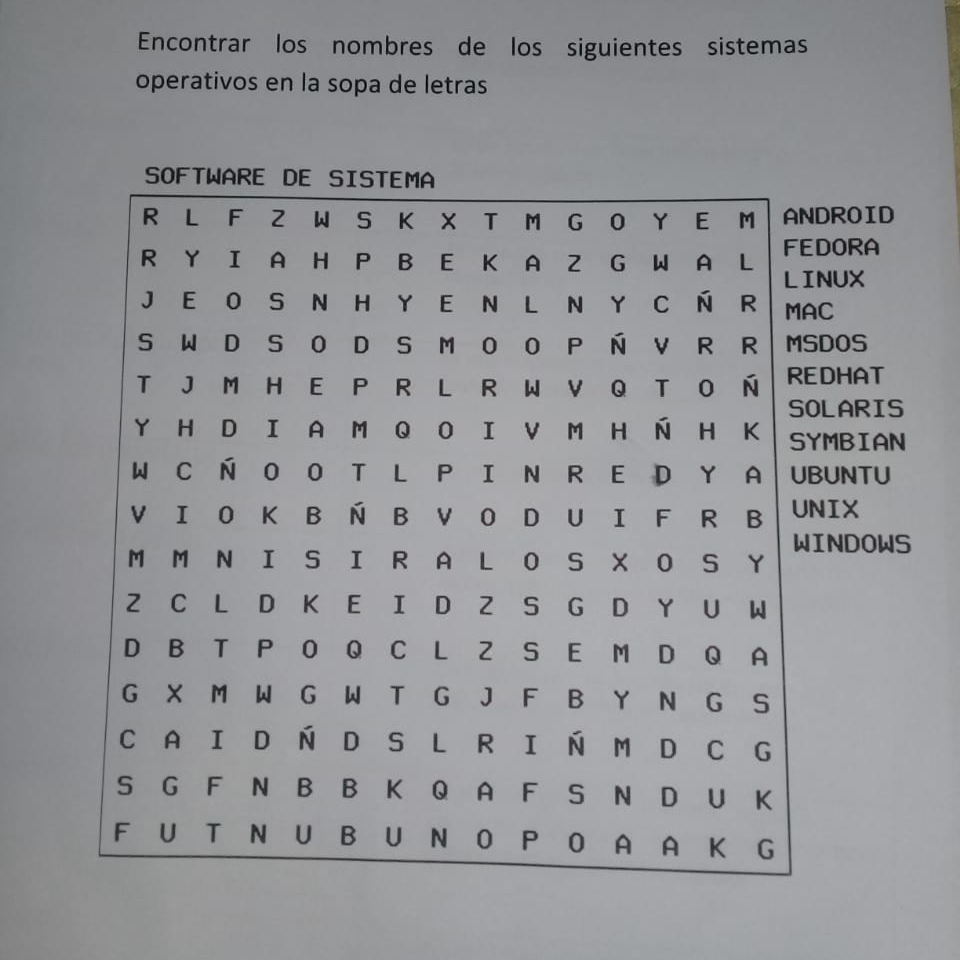 Encontrar los nombres de los siguientes sistemas
operativos en la sopa de letras
SOFTWARE DE SISTEMA
R L F Z W S K X T M G O Y E M
R Y I A H P B E K A Z G W A L
J E O S N H Y E N L N Y C Ñ R
S W D S O D S M O O P Ñ V R R
T J M H E P R L R W V Q T O Ñ
Y H D I A M Q O I V M H Ñ H K
W C Ñ O O T L P I N R E D Y A
V I O K B Ñ B V O D U I F R B
M M N I S I R A L O S X O S Y
Z C L D K E I D Z S G D Y U W
D B T P O Q C L Z S E M D Q A
G X M W G W T G J F B Y N G S
C A I D Ñ D S L R I Ñ M D C G
S G F N B B K Q A F S N D U K
F U T N U B U N O P O A A K G
ANDROID
FEDORA
LINUX
MAC
MSDOS
REDHAT
SOLARIS
SYMBIAN
UBUNTU
UNIX
WINDOWS